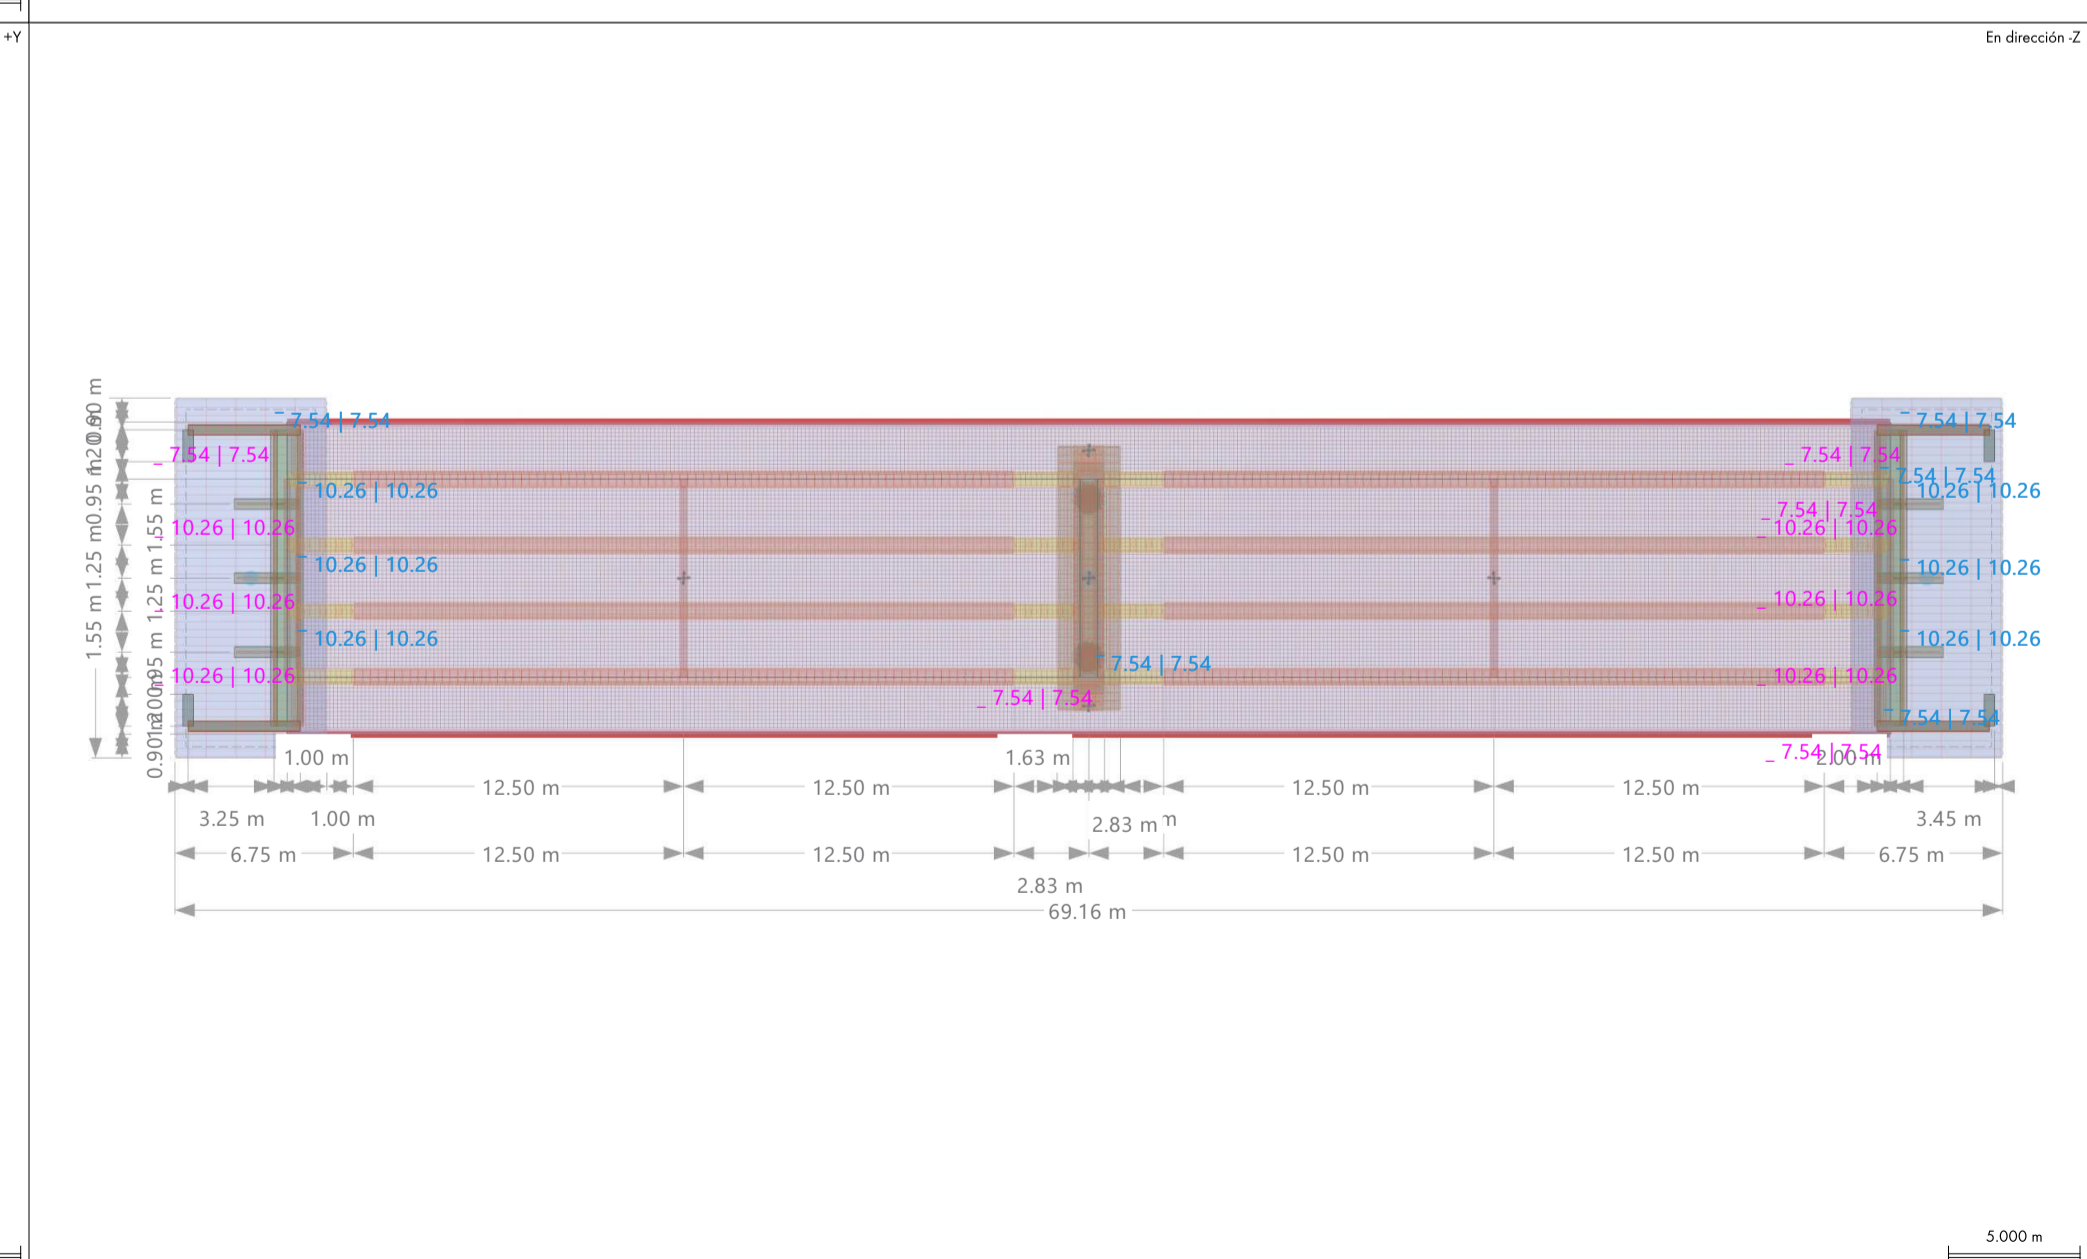 +Y
En dirección -Z
7.54 | 7.54
7.54 | 7.54
7.54 | 7.54
7.54 | 7.54
7.54 | 7.54
10.26 | 10.26
10.26 | 10.26
7.54 | 7.54
10.26 | 10.26
10.26 | 10.26
10.26 | 10.26
10.26 | 10.26
10.26 | 10.26
10.26 | 10.26
10.26 | 10.26
10.26 | 10.26
7.54 | 7.54
10.26 | 10.26
10.26 | 10.26
7.54 | 7.54
7.54 | 7.54
7.54 | 7.54
0.95 m
1.55 m
1.25 m
1.25 m
1.55 m
0.90 m
1.00 m
1.63 m
2.00 m
12.50 m
12.50 m
12.50 m
12.50 m
3.25 m
1.00 m
2.83 m
3.45 m
6.75 m
12.50 m
12.50 m
12.50 m
12.50 m
6.75 m
2.83 m
69.16 m
5.000 m